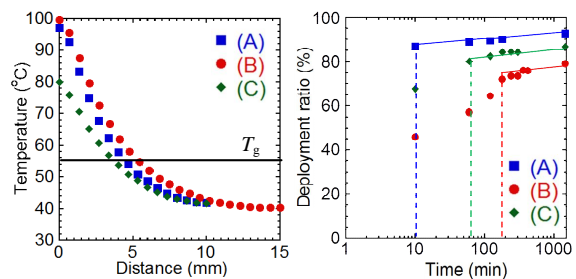 100
90
80
70
60
50
40
30
0
5
10
15
Temperature (°C)
Distance (mm)
(A)
(B)
(C)
Tg
100
80
60
40
20
0
1
10
100
1000
Deployment ratio (%)
Time (min)
(A)
(B)
(C)